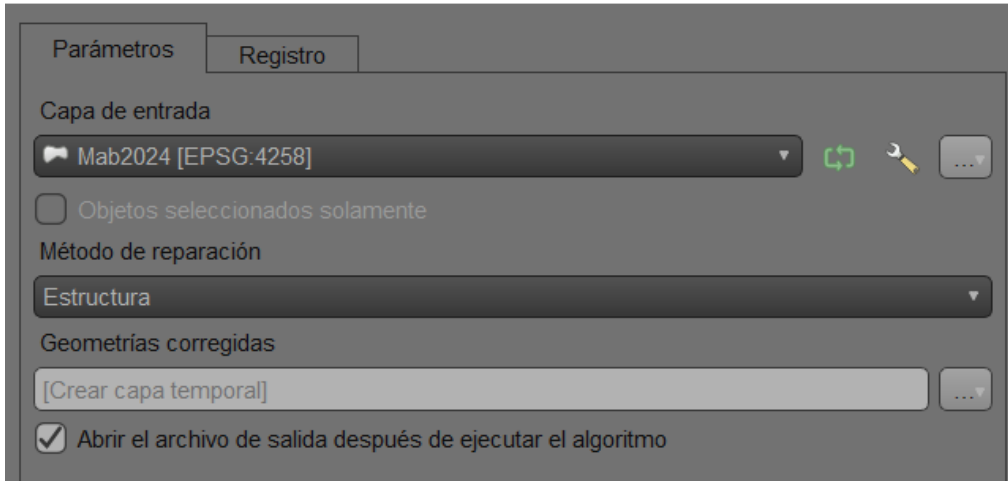 Parámetros
Registro
Capa de entrada
Mab2024 [EPSG:4258]
...
Objetos seleccionados solamente
Método de reparación
Estructura
Geometrías corregidas
[Crear capa temporal]
...
Abrir el archivo de salida después de ejecutar el algoritmo